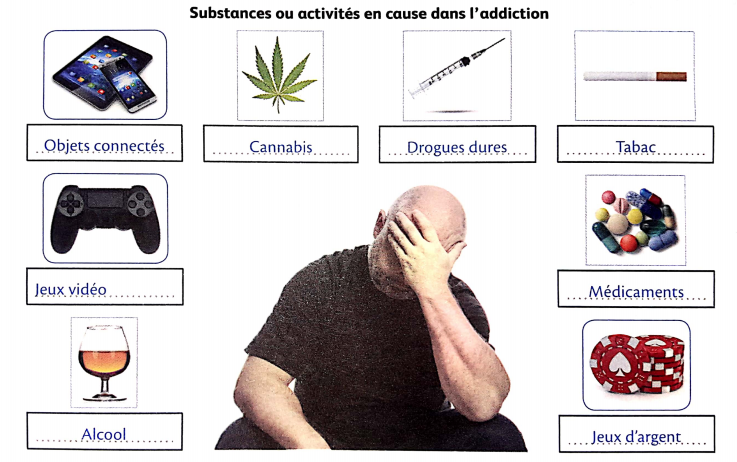 Substances ou activités en cause dans l'addiction
Objets connectés
Cannabis
Drogues dures
Tabac
Jeux vidéo
Médicaments
Alcool
Jeux d'argent